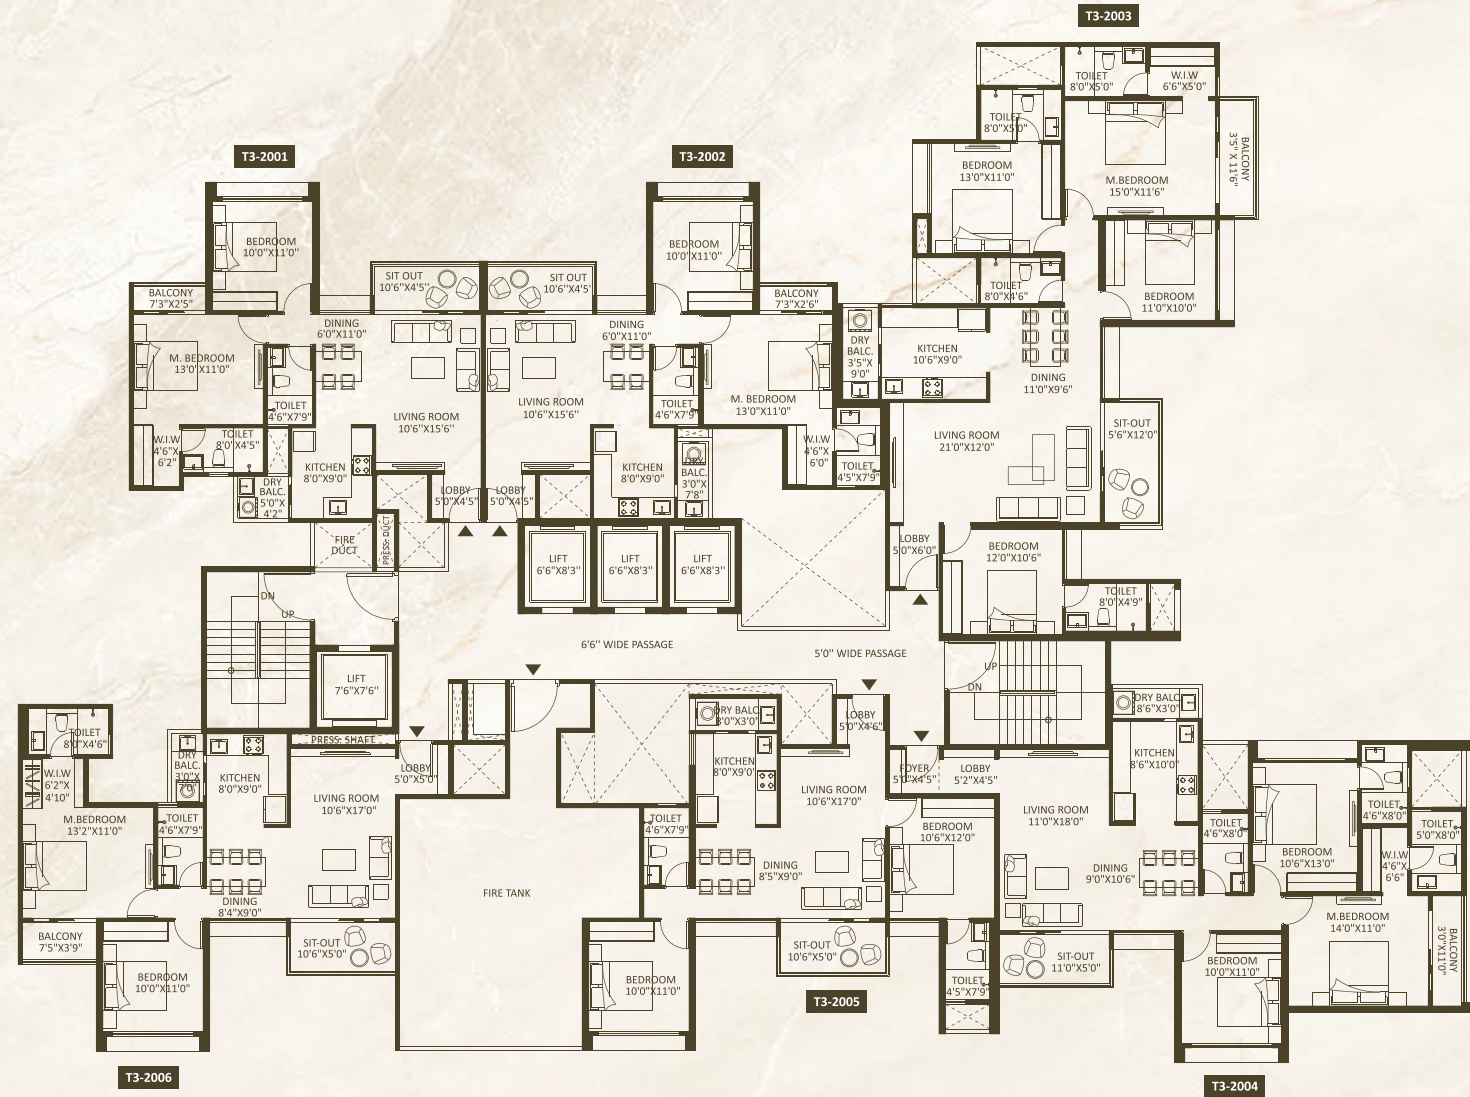 T3-2003
TOILET
8'0"X5'0"
W.I.W
6'6"X5'0"
TOILET
8'0"X5'0"
BALCONY
3'5" X 11'6"
BEDROOM
13'0"X11'0"
M.BEDROOM
15'0"X11'6"
TOILET
8'0"X4'6"
BEDROOM
11'0"X10'0"
DRY
BALC.
3'5"X
9'0"
KITCHEN
10'6"X9'0"
DINING
11'0"X9'6"
LIVING ROOM
21'0"X12'0"
SIT-OUT
5'6"X12'0"
LOBBY
5'0"X6'0"
BEDROOM
12'0"X10'6"
TOILET
8'0"X4'9"
T3-2001
BEDROOM
10'0"X11'0"
SIT OUT
10'6"X4'5"
BALCONY
7'3"X2'5"
DINING
6'0"X11'0"
M. BEDROOM
13'0"X11'0"
TOILET
4'6"X7'9"
LIVING ROOM
10'6"X15'6"
W.I.W
4'6"X
6'2"
TOILET
8'0"X4'5"
KITCHEN
8'0"X9'0"
DRY
BALC.
5'0"X
4'2"
LOBBY
5'0"X4'5"
T3-2002
BEDROOM
10'0"X11'0"
SIT OUT
10'6"X4'5'
BALCONY
7'3"X2'6"
DINING
6'0"X11'0"
TOILET
4'6"X7'9"
M. BEDROOM
13'0"X11'0"
LIVING ROOM
10'6"X15'6"
W.I.W
4'6"X
6'0"
TOILET
4'5"X7'9"
KITCHEN
8'0"X9'0"
DRY
BALC.
3'0"X
7'8"
LOBBY
5'0"X4'5"
FIRE
DUCT
PRESS. DUCT
LIFT
6'6"X8'3"
LIFT
6'6"X8'3"
LIFT
6'6"X8'3"
DN
UP
LIFT
7'6"X7'6"
6'6" WIDE PASSAGE
5'0" WIDE PASSAGE
UP
DN
PRESS. SHAFT
TOILET
8'0"X4'6"
W.I.W
6'2"X
4'10"
M.BEDROOM
13'2"X11'0"
DRY
BALC.
3'0"X
7'0"
KITCHEN
8'0"X9'0"
LIVING ROOM
10'6"X17'0"
LOBBY
5'0"X5'0"
TOILET
4'6"X7'9"
DINING
8'4"X9'0"
BALCONY
7'5"X3'9"
SIT-OUT
10'6"X5'0"
BEDROOM
10'0"X11'0"
T3-2006
FIRE TANK
DRY BALC.
8'0"X3'0"
LOBBY
5'0"X4'6"
KITCHEN
8'0"X9'0"
LIVING ROOM
10'6"X17'0"
TOILET
4'6"X7'9"
DINING
8'5"X9'0"
BEDROOM
10'6"X12'0"
SIT-OUT
10'6"X5'0"
BEDROOM
10'0"X11'0"
TOILET
4'5"X7'9"
T3-2005
FOYER
5'0"X4'5"
LOBBY
5'2"X4'5"
DRY BALC.
8'6"X3'0"
KITCHEN
8'6"X10'0"
LIVING ROOM
11'0"X18'0"
DINING
9'0"X10'6"
TOILET
4'6"X8'0"
BEDROOM
10'6"X13'0"
TOILET
4'6"X8'0"
TOILET
5'0"X8'0"
W.I.W
4'6"X
6'6"
M.BEDROOM
14'0"X11'0"
BALCONY
3'0"X11'0"
SIT-OUT
11'0"X5'0"
BEDROOM
10'0"X11'0"
T3-2004